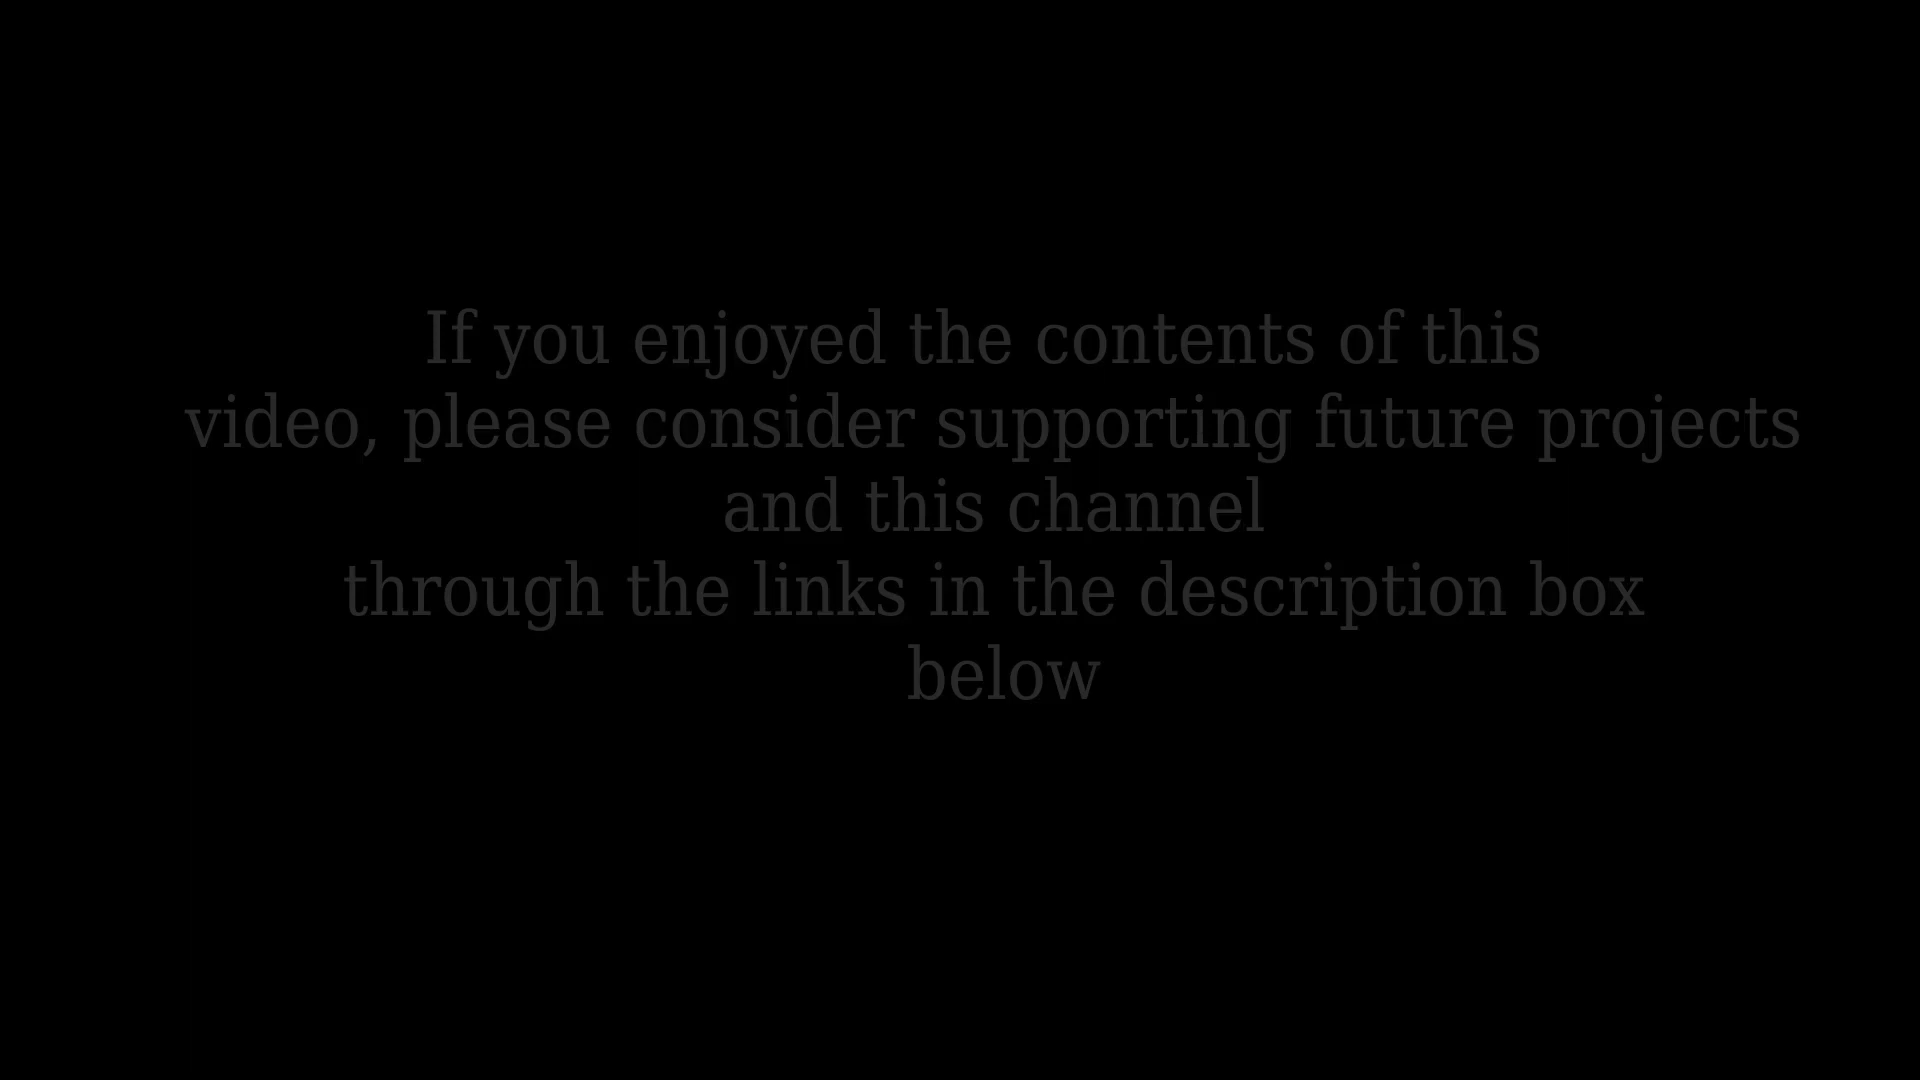 If you enjoyed the contents of this
video, please consider supporting future projects
and this channel
through the links in the description box
below